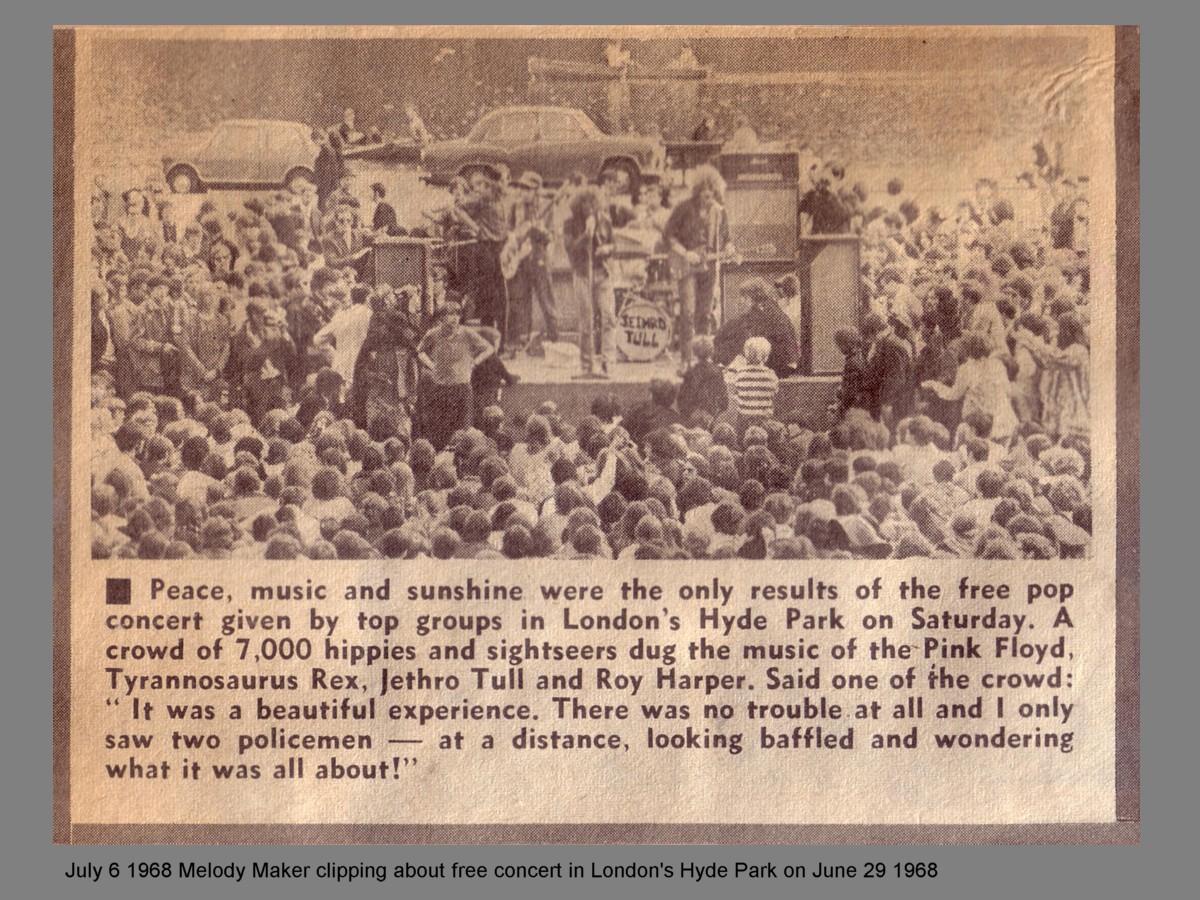 JETHRO
TULL
■ Peace, music and sunshine were the only results of the free pop
concert given by top groups in London's Hyde Park on Saturday. A
crowd of 7,000 hippies and sightseers dug the music of the Pink Floyd,
Tyrannosaurus Rex, Jethro Tull and Roy Harper. Said one of the crowd:
“ It was a beautiful experience. There was no trouble at all and I only
saw two policemen — at a distance, looking baffled and wondering
what it was all about!”
July 6 1968 Melody Maker clipping about free concert in London's Hyde Park on June 29 1968